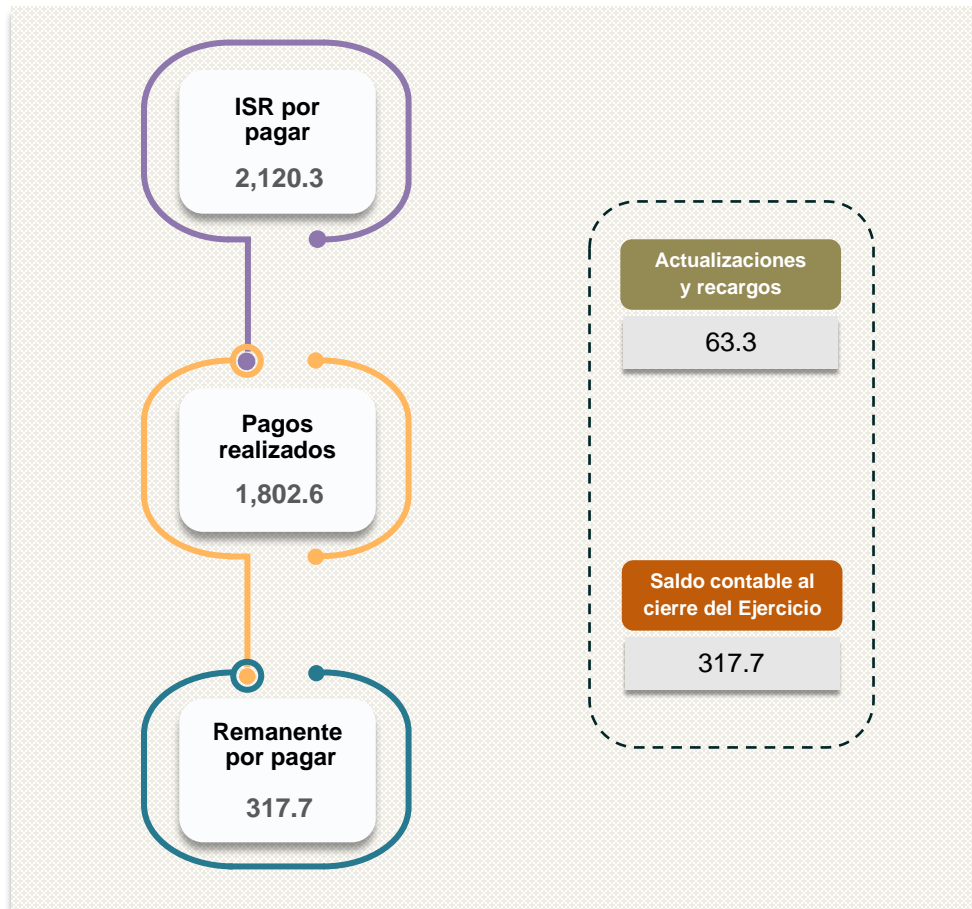 ISR por
pagar
2,120.3
Pagos
realizados
1,802.6
Remanente
por pagar
317.7
Actualizaciones
y recargos
63.3
Saldo contable al
cierre del Ejercicio
317.7